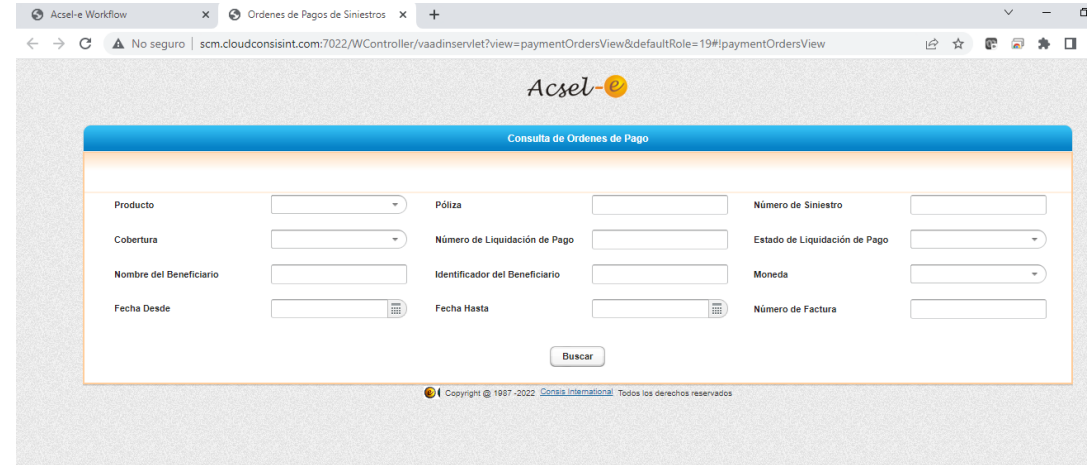 Acsel-e Workflow
Ordenes de Pagos de Siniestros
No seguro | scm.cloudconsisint.com:7022/WController/vaadinservlet?view=paymentOrdersView&defaultRole=19#!paymentOrdersView
Acsel-e
Consulta de Ordenes de Pago
Producto Póliza Número de Siniestro
Cobertura Número de Liquidación de Pago Estado de Liquidación de Pago
Nombre del Beneficiario Identificador del Beneficiario Moneda
Fecha Desde Fecha Hasta Número de Factura
Buscar
Copyright @ 1987 -2022 Consis International Todos los derechos reservados